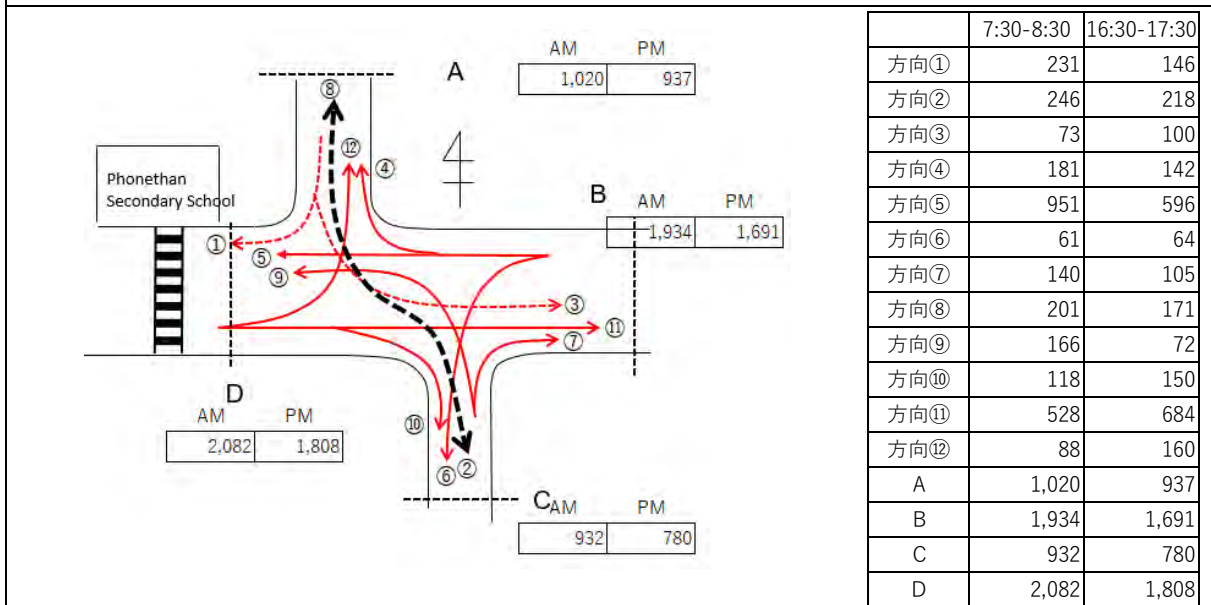 AM PM
A
1,020 937
⑧
⑫
④
Phonethan
Secondary School
B
AM PM
1,934 1,691
①
⑤
⑨
③
⑪
⑦
D
AM PM
2,082 1,808
⑩
⑥②
C
AM PM
932 780
7:30-8:30 16:30-17:30
方向① 231 146
方向② 246 218
方向③ 73 100
方向④ 181 142
方向⑤ 951 596
方向⑥ 61 64
方向⑦ 140 105
方向⑧ 201 171
方向⑨ 166 72
方向⑩ 118 150
方向⑪ 528 684
方向⑫ 88 160
A 1,020 937
B 1,934 1,691
C 932 780
D 2,082 1,808